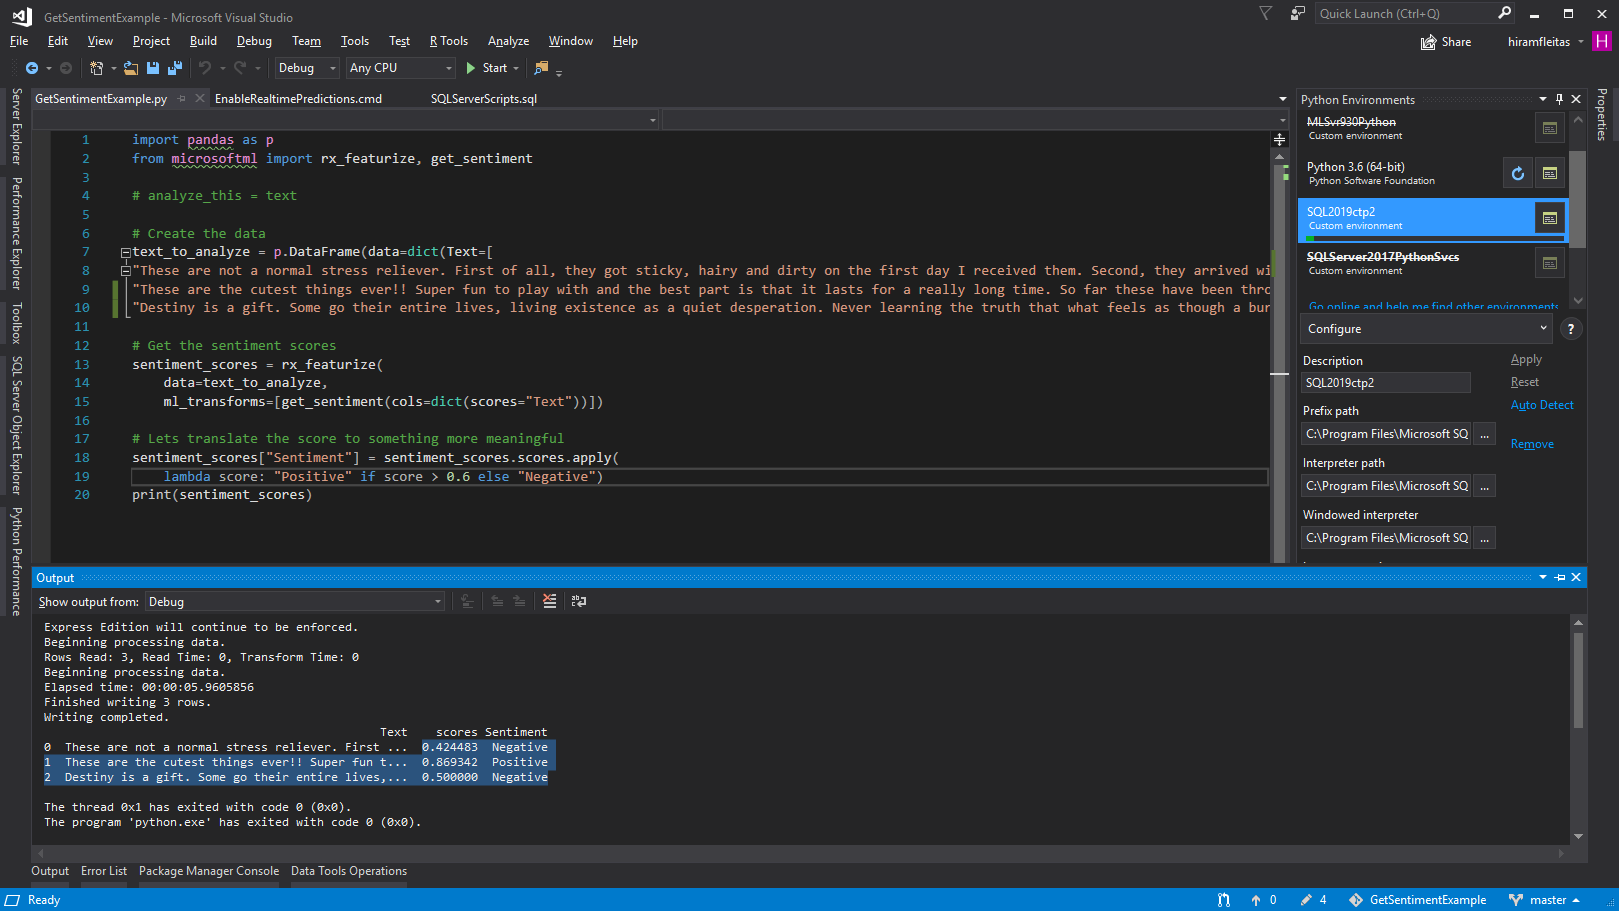 GetSentimentExample - Microsoft Visual Studio
Quick Launch (Ctrl+Q)
File Edit View Project Build Debug Team Tools Test R Tools Analyze Window Help
Share hiramfleitas H
Debug Any CPU Start
Server Explorer
Performance Explorer
Toolbox
SQL Server Object Explorer
Python Performance
GetSentimentExample.py EnableRealtimePredictions.cmd SQLServerScripts.sql
1 import pandas as p
2 from microsoftml import rx_featurize, get_sentiment
3
4 # analyze_this = text
5
6 # Create the data
7 text_to_analyze = p.DataFrame(data=dict(Text=[
8 "These are not a normal stress reliever. First of all, they got sticky, hairy and dirty on the first day I received them. Second, they arrived wi
9 "These are the cutest things ever!! Super fun to play with and the best part is that it lasts for a really long time. So far these have been thro
10 "Destiny is a gift. Some go their entire lives, living existence as a quiet desperation. Never learning the truth that what feels as though a bur
11
12 # Get the sentiment scores
13 sentiment_scores = rx_featurize(
14 data=text_to_analyze,
15 ml_transforms=[get_sentiment(cols=dict(scores="Text"))])
16
17 # Lets translate the score to something more meaningful
18 sentiment_scores["Sentiment"] = sentiment_scores.scores.apply(
19 lambda score: "Positive" if score > 0.6 else "Negative")
20 print(sentiment_scores)
Python Environments
MLSvr930Python
Custom environment
Python 3.6 (64-bit)
Python Software Foundation
SQL2019ctp2
Custom environment
SQLServer2017PythonSvcs
Custom environment
Go online and help me find other environments
Configure ?
Description
SQL2019ctp2
Prefix path
C:\Program Files\Microsoft SQ ...
Interpreter path
C:\Program Files\Microsoft SQ ...
Windowed interpreter
C:\Program Files\Microsoft SQ ...
Apply
Reset
Auto Detect
Remove
Properties
Output
Show output from: Debug
Express Edition will continue to be enforced.
Beginning processing data.
Rows Read: 3, Read Time: 0, Transform Time: 0
Beginning processing data.
Elapsed time: 00:00:05.9605856
Finished writing 3 rows.
Writing completed.
Text scores Sentiment
0 These are not a normal stress reliever. First ... 0.424483 Negative
1 These are the cutest things ever!! Super fun t... 0.869342 Positive
2 Destiny is a gift. Some go their entire lives,... 0.500000 Negative
The thread 0x1 has exited with code 0 (0x0).
The program 'python.exe' has exited with code 0 (0x0).
Output Error List Package Manager Console Data Tools Operations
Ready 0 4 GetSentimentExample master